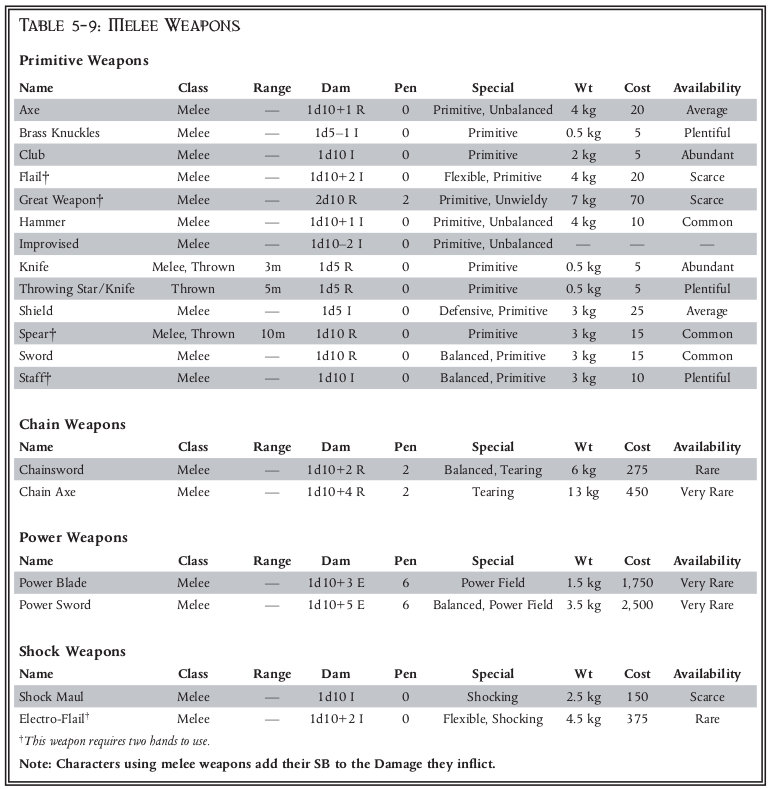 Table 5-9: Melee Weapons
Primitive Weapons
Name Class Range Dam Pen Special Wt Cost Availability
Axe Melee — 1d10+1 R 0 Primitive, Unbalanced 4 kg 20 Average
Brass Knuckles Melee — 1d5–1 I 0 Primitive 0.5 kg 5 Plentiful
Club Melee — 1d10 I 0 Primitive 2 kg 5 Abundant
Flail† Melee — 1d10+2 I 0 Flexible, Primitive 4 kg 20 Scarce
Great Weapon† Melee — 2d10 R 2 Primitive, Unwieldy 7 kg 70 Scarce
Hammer Melee — 1d10+1 I 0 Primitive, Unbalanced 4 kg 10 Common
Improvised Melee — 1d10–2 I 0 Primitive, Unbalanced — — —
Knife Melee, Thrown 3m 1d5 R 0 Primitive 0.5 kg 5 Abundant
Throwing Star/Knife Thrown 5m 1d5 R 0 Primitive 0.5 kg 5 Plentiful
Shield Melee — 1d5 I 0 Defensive, Primitive 3 kg 25 Average
Spear† Melee, Thrown 10m 1d10 R 0 Primitive 3 kg 15 Common
Sword Melee — 1d10 R 0 Balanced, Primitive 3 kg 15 Common
Staff† Melee — 1d10 I 0 Balanced, Primitive 3 kg 10 Plentiful
Chain Weapons
Name Class Range Dam Pen Special Wt Cost Availability
Chainsword Melee — 1d10+2 R 2 Balanced, Tearing 6 kg 275 Rare
Chain Axe Melee — 1d10+4 R 2 Tearing 13 kg 450 Very Rare
Power Weapons
Name Class Range Dam Pen Special Wt Cost Availability
Power Blade Melee — 1d10+3 E 6 Power Field 1.5 kg 1,750 Very Rare
Power Sword Melee — 1d10+5 E 6 Balanced, Power Field 3.5 kg 2,500 Very Rare
Shock Weapons
Name Class Range Dam Pen Special Wt Cost Availability
Shock Maul Melee — 1d10 I 0 Shocking 2.5 kg 150 Scarce
Electro-Flail† Melee — 1d10+2 I 0 Flexible, Shocking 4.5 kg 375 Rare
†This weapon requires two hands to use.
Note: Characters using melee weapons add their SB to the Damage they inflict.